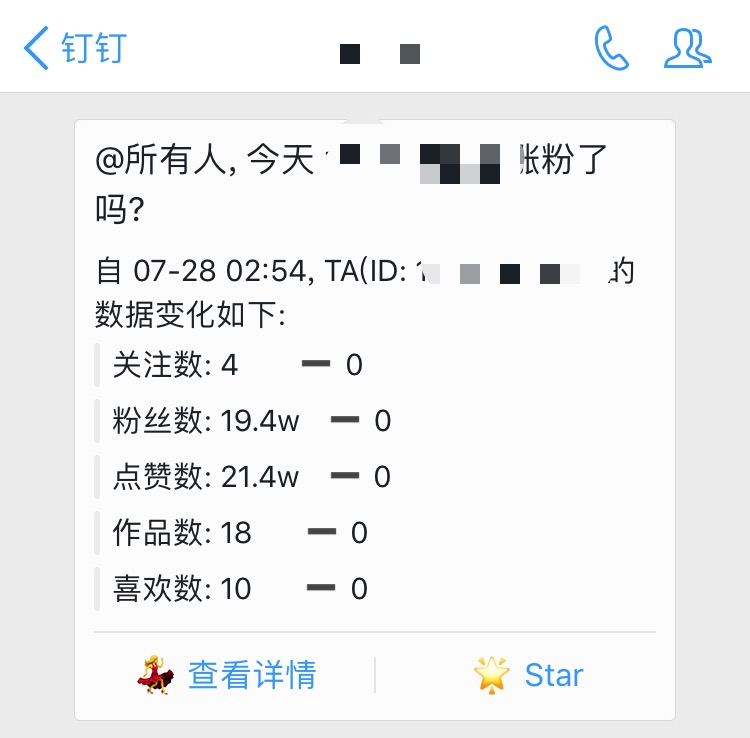 钉钉
@所有人, 今天 涨粉了
吗?
自 07-28 02:54, TA(ID: 的
数据变化如下:
关注数: 4 ➖ 0
粉丝数: 19.4w ➖ 0
点赞数: 21.4w ➖ 0
作品数: 18 ➖ 0
喜欢数: 10 ➖ 0
💃 查看详情 🌟 Star